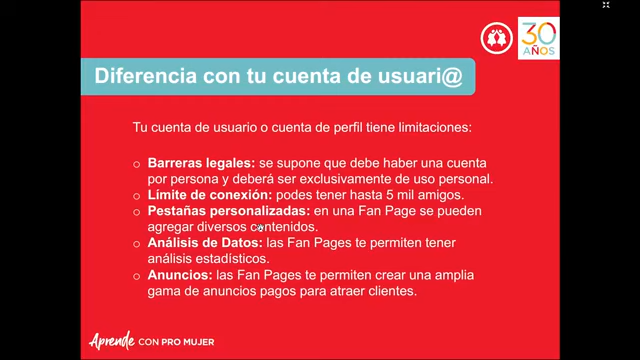 30
AÑOS
Diferencia con tu cuenta de usuari@
Tu cuenta de usuario o cuenta de perfil tiene limitaciones:
o Barreras legales: se supone que debe haber una cuenta
por persona y deberá ser exclusivamente de uso personal.
o Límite de conexión: podes tener hasta 5 mil amigos.
o Pestañas personalizadas: en una Fan Page se pueden
agregar diversos contenidos.
o Análisis de Datos: las Fan Pages te permiten tener
análisis estadísticos.
o Anuncios: las Fan Pages te permiten crear una amplia
gama de anuncios pagos para atraer clientes.
Aprende CON PRO MUJER